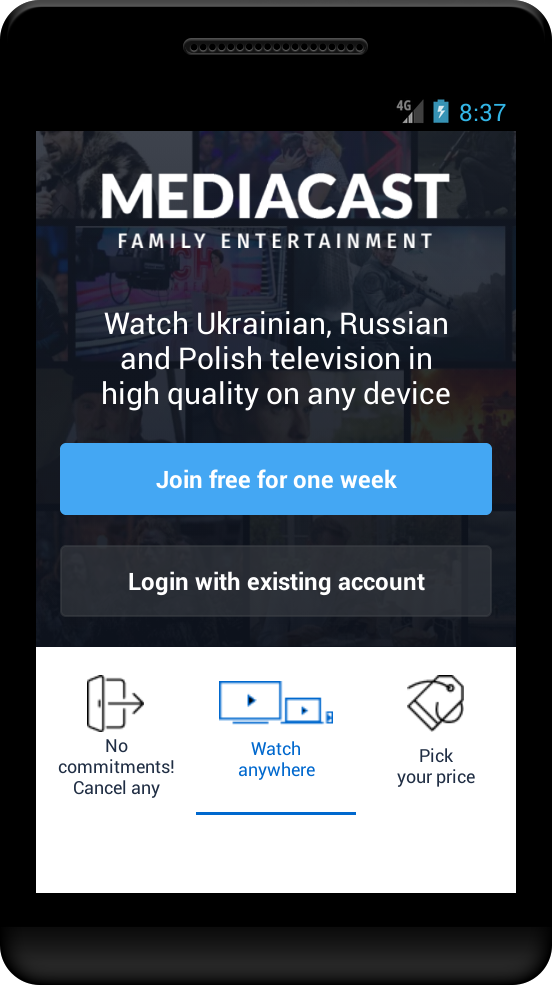 4G 8:37
MEDIACAST
FAMILY ENTERTAINMENT
Watch Ukrainian, Russian
and Polish television in
high quality on any device
Join free for one week
Login with existing account
No
commitments!
Cancel any
Watch
anywhere
Pick
your price